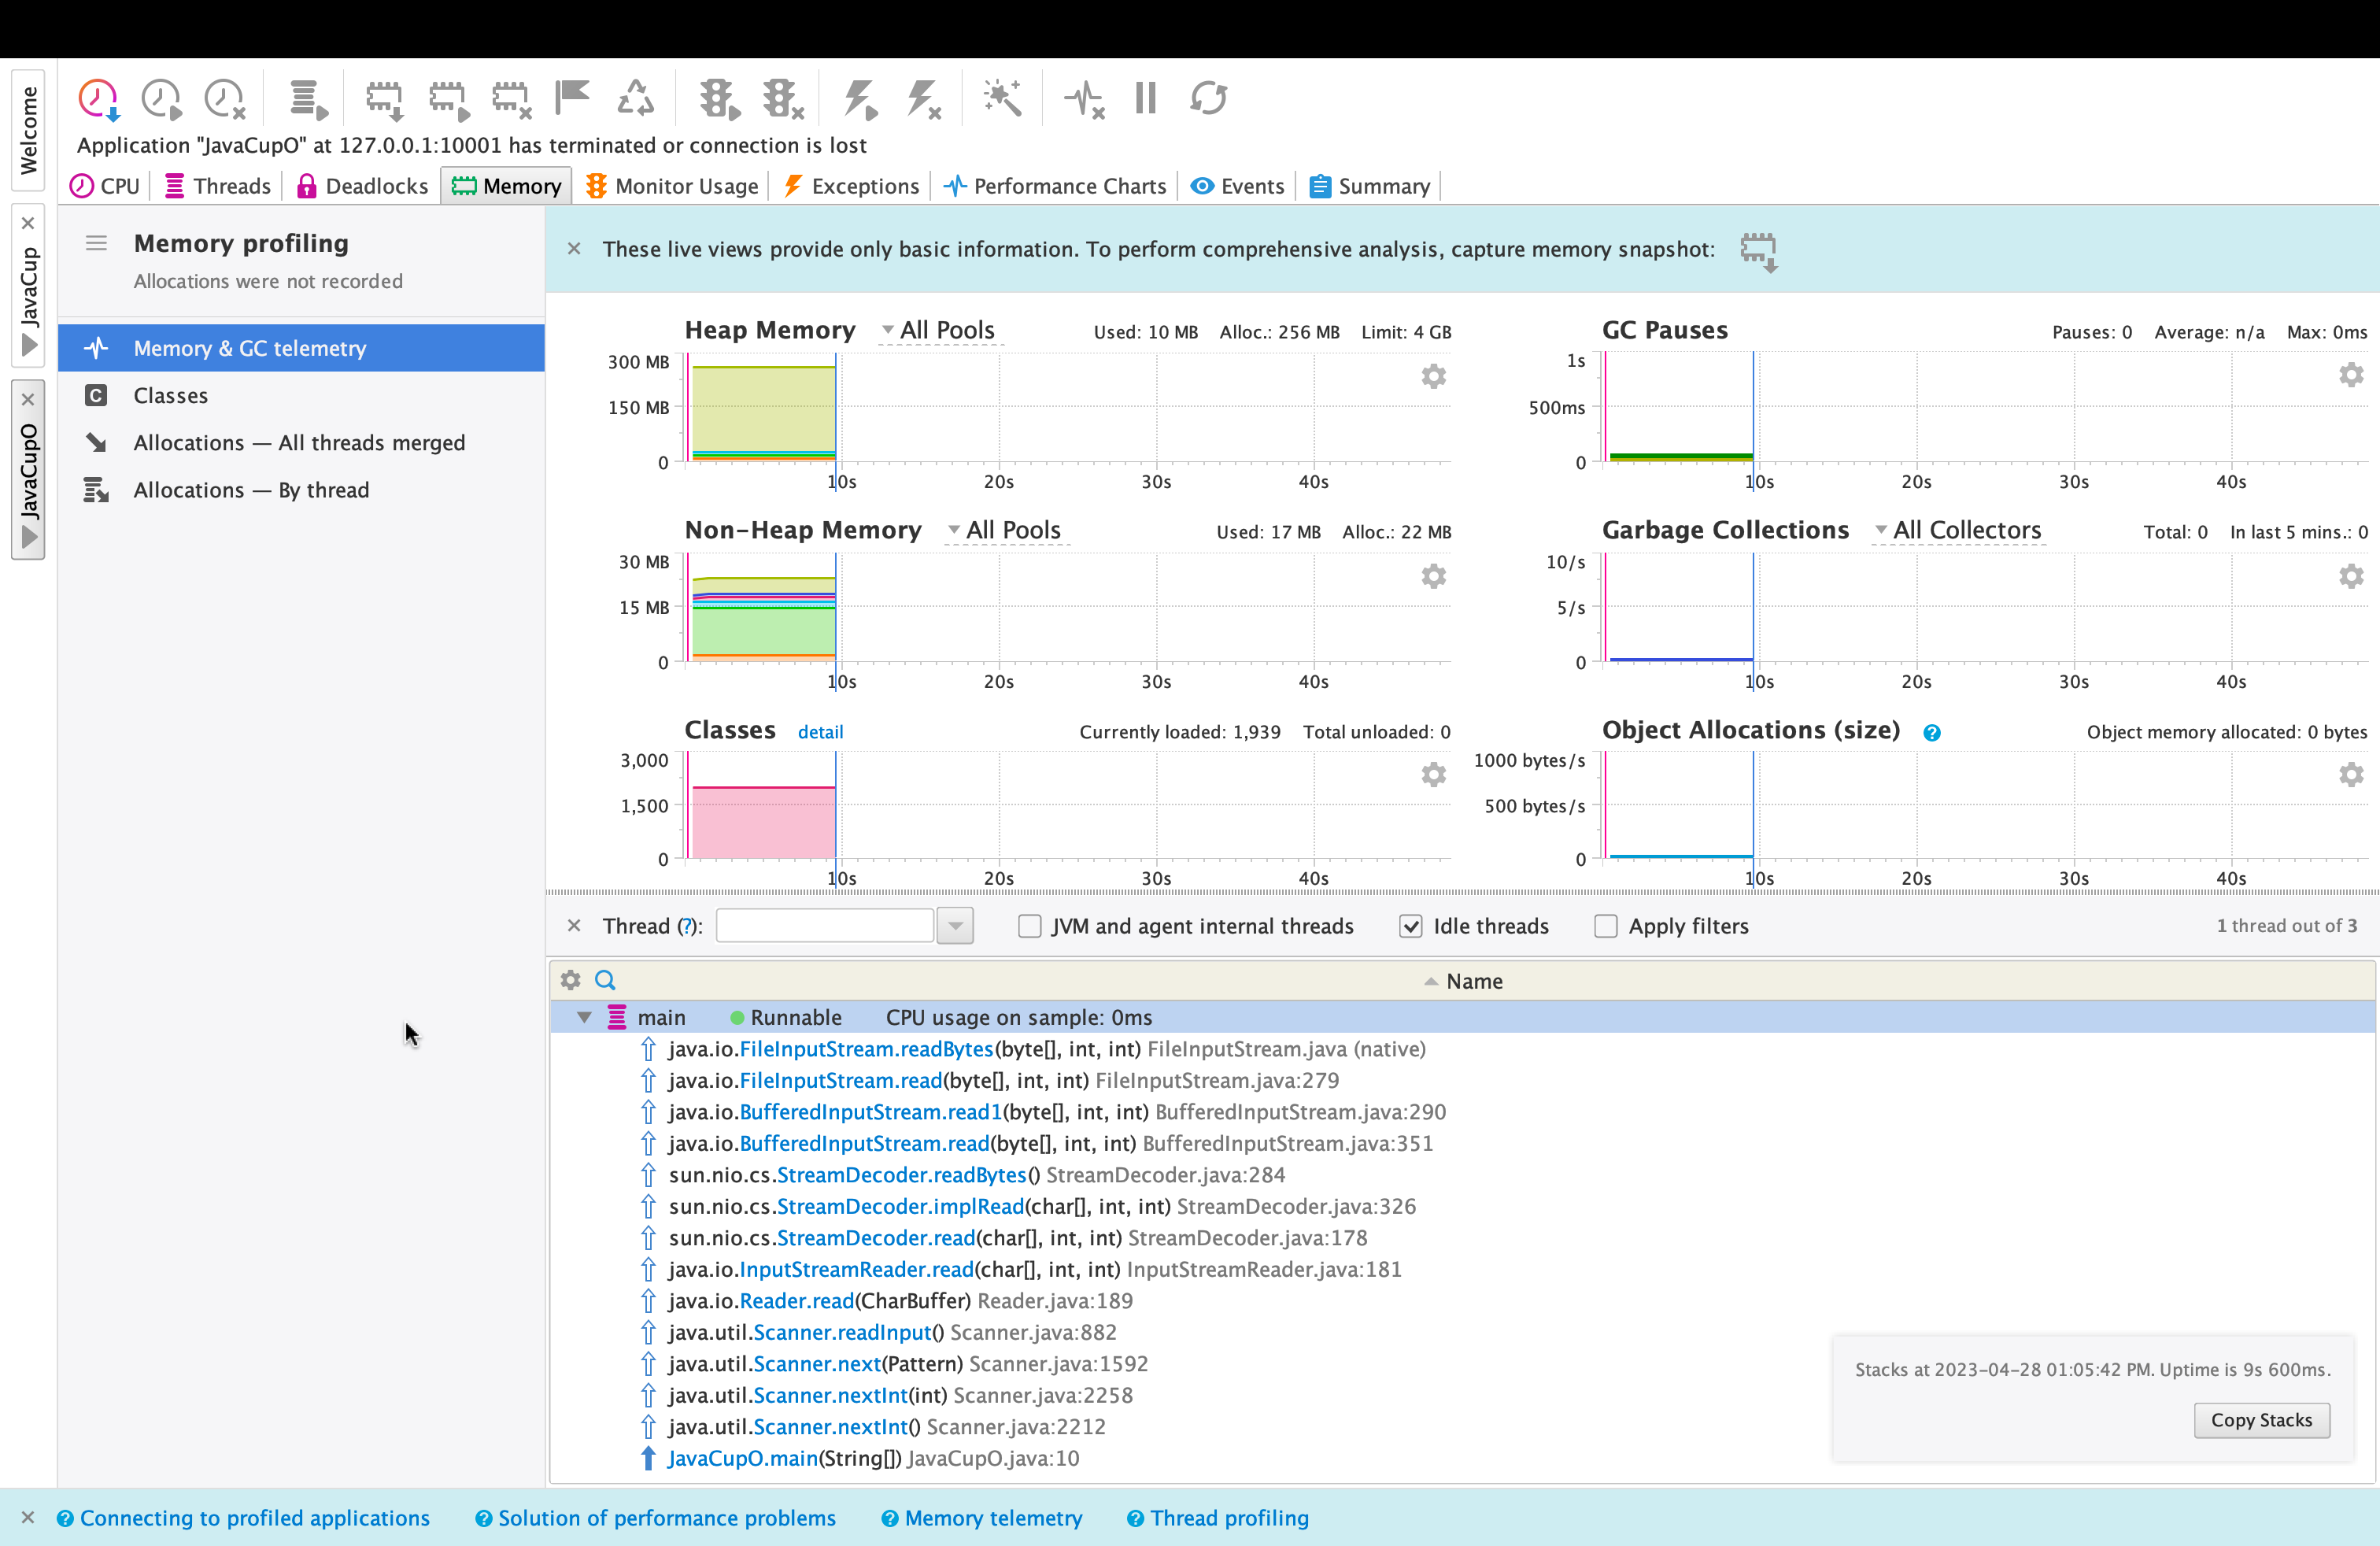 Welcome
JavaCup
JavaCupO
Application "JavaCupO" at 127.0.0.1:10001 has terminated or connection is lost
CPU Threads Deadlocks Memory Monitor Usage Exceptions Performance Charts Events Summary
Memory profiling
Allocations were not recorded
Memory & GC telemetry
C Classes
Allocations — All threads merged
Allocations — By thread
These live views provide only basic information. To perform comprehensive analysis, capture memory snapshot:
Heap Memory All Pools Used: 10 MB Alloc.: 256 MB Limit: 4 GB
300 MB
150 MB
0
10s 20s 30s 40s
GC Pauses Pauses: 0 Average: n/a Max: 0ms
1s
500ms
0
10s 20s 30s 40s
Non-Heap Memory All Pools Used: 17 MB Alloc.: 22 MB
30 MB
15 MB
0
10s 20s 30s 40s
Garbage Collections All Collectors Total: 0 In last 5 mins.: 0
10/s
5/s
0
10s 20s 30s 40s
Classes detail Currently loaded: 1,939 Total unloaded: 0
3,000
1,500
0
10s 20s 30s 40s
Object Allocations (size) ? Object memory allocated: 0 bytes
1000 bytes/s
500 bytes/s
0
10s 20s 30s 40s
Thread (?): JVM and agent internal threads Idle threads Apply filters 1 thread out of 3
Name
main Runnable CPU usage on sample: 0ms
java.io.FileInputStream.readBytes(byte[], int, int) FileInputStream.java (native)
java.io.FileInputStream.read(byte[], int, int) FileInputStream.java:279
java.io.BufferedInputStream.read1(byte[], int, int) BufferedInputStream.java:290
java.io.BufferedInputStream.read(byte[], int, int) BufferedInputStream.java:351
sun.nio.cs.StreamDecoder.readBytes() StreamDecoder.java:284
sun.nio.cs.StreamDecoder.implRead(char[], int, int) StreamDecoder.java:326
sun.nio.cs.StreamDecoder.read(char[], int, int) StreamDecoder.java:178
java.io.InputStreamReader.read(char[], int, int) InputStreamReader.java:181
java.io.Reader.read(CharBuffer) Reader.java:189
java.util.Scanner.readInput() Scanner.java:882
java.util.Scanner.next(Pattern) Scanner.java:1592
java.util.Scanner.nextInt(int) Scanner.java:2258
java.util.Scanner.nextInt() Scanner.java:2212
JavaCupO.main(String[]) JavaCupO.java:10
Stacks at 2023-04-28 01:05:42 PM. Uptime is 9s 600ms.
Copy Stacks
? Connecting to profiled applications ? Solution of performance problems ? Memory telemetry ? Thread profiling